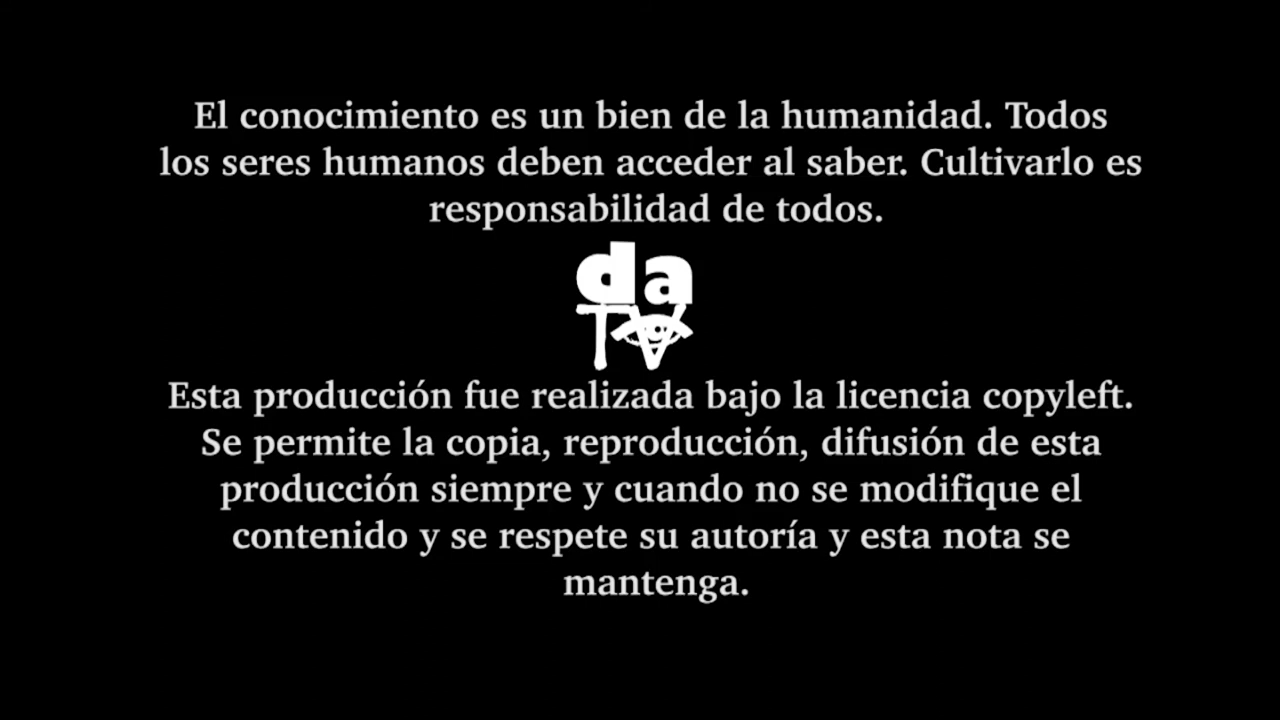 El conocimiento es un bien de la humanidad. Todos
los seres humanos deben acceder al saber. Cultivarlo es
responsabilidad de todos.
da
TV
Esta producción fue realizada bajo la licencia copyleft.
Se permite la copia, reproducción, difusión de esta
producción siempre y cuando no se modifique el
contenido y se respete su autoría y esta nota se
mantenga.